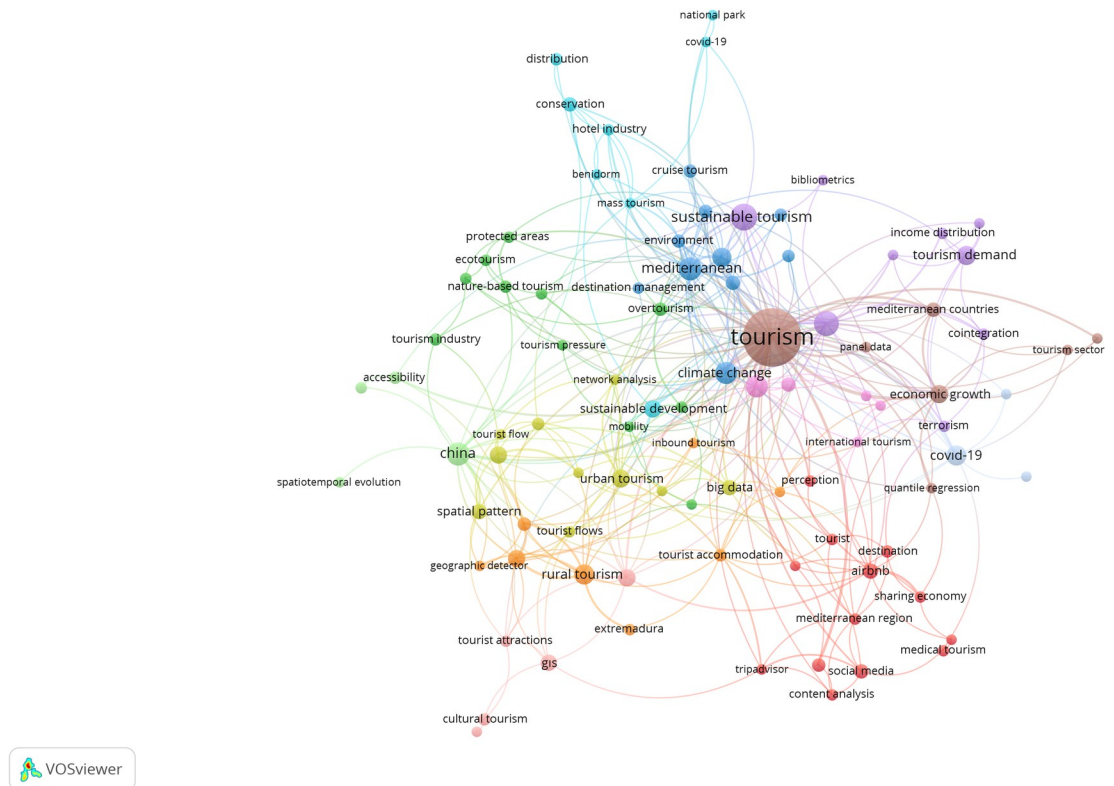 national park
covid-19
distribution
conservation
hotel industry
cruise tourism
benidorm
bibliometrics
mass tourism
sustainable tourism
income distribution
protected areas
environment
tourism demand
ecotourism
mediterranean
nature-based tourism
destination management
overtourism
mediterranean countries
tourism
cointegration
tourism industry
tourism pressure
panel data
tourism sector
climate change
accessibility
network analysis
economic growth
sustainable development
mobility
terrorism
tourist flow
inbound tourism
international tourism
china
covid-19
urban tourism
perception
spatiotemporal evolution
big data
quantile regression
spatial pattern
tourist flows
tourist
destination
tourist accommodation
geographic detector
rural tourism
airbnb
sharing economy
mediterranean region
extremadura
tourist attractions
medical tourism
gis
tripadvisor
social media
content analysis
cultural tourism
VOSviewer